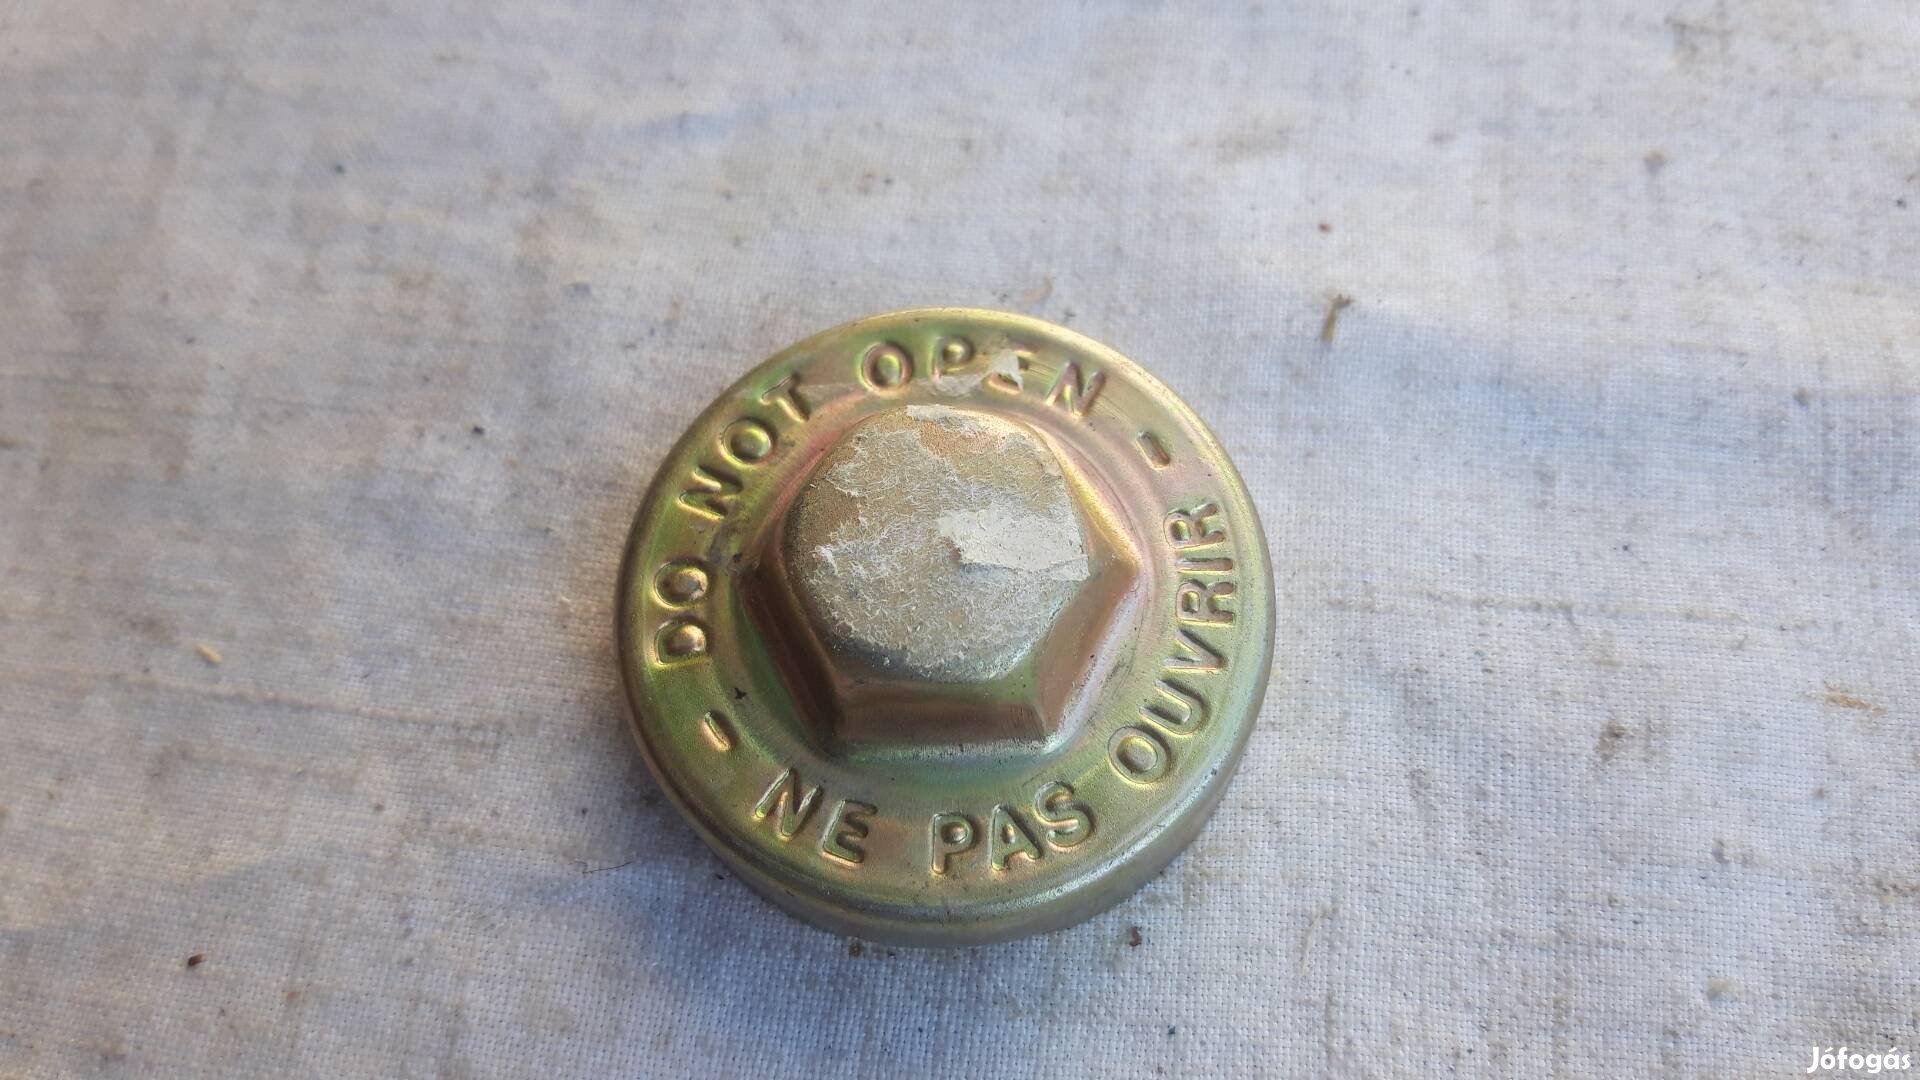 DO NOT OPEN -
NE PAS OUVRIR -
Jófogás